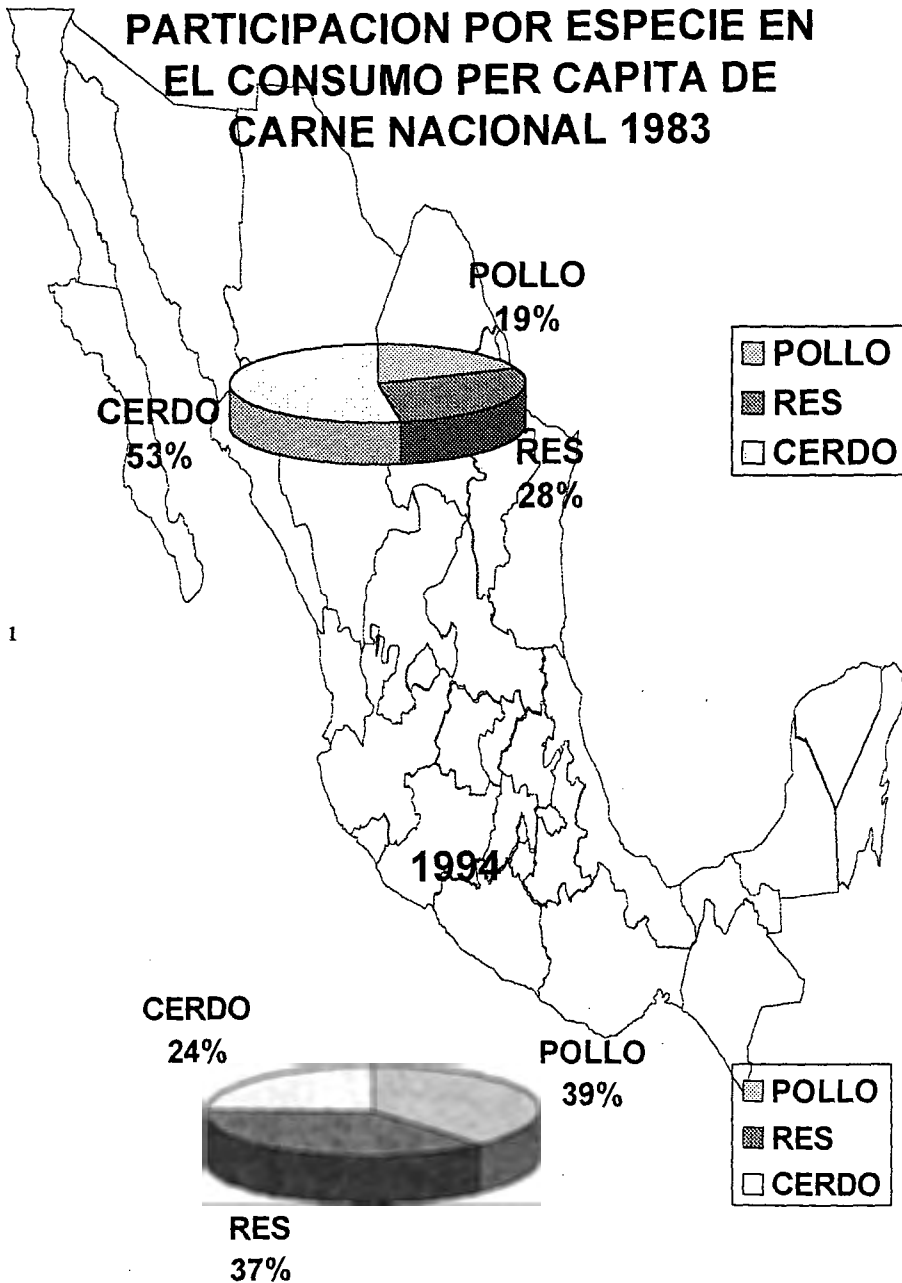 PARTICIPACION POR ESPECIE EN
EL CONSUMO PER CAPITA DE
CARNE NACIONAL 1983
POLLO
19%
CERDO
53%
RES
28%
POLLO
RES
CERDO
1
1994
CERDO
24%
POLLO
39%
RES
37%
POLLO
RES
CERDO